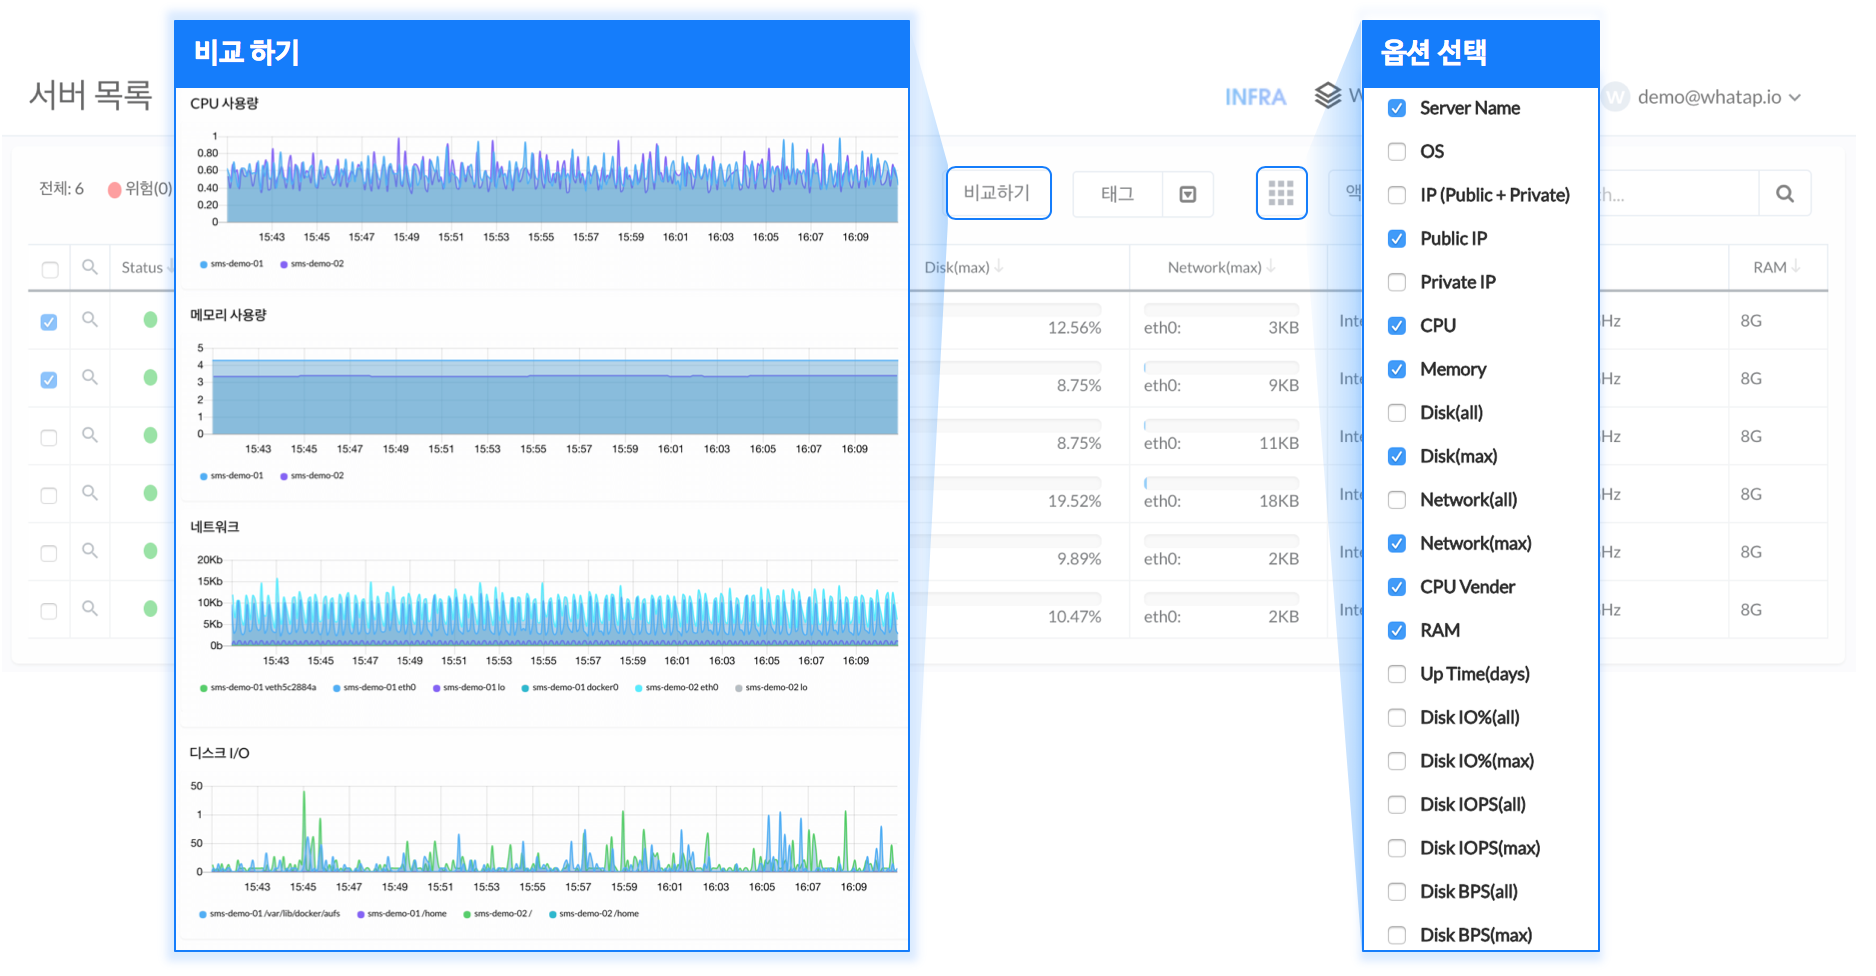 비교 하기
옵션 선택
서버 목록
INFRA
W
W
demo@whatap.io
전체: 6
위험(0)
비교하기
태그
액
ch...
Status
Disk(max)
Network(max)
RAM
12.56%
eth0: 3KB
Inte
Hz
8G
8.75%
eth0: 9KB
Inte
Hz
8G
8.75%
eth0: 11KB
Inte
Hz
8G
19.52%
eth0: 18KB
Inte
Hz
8G
9.89%
eth0: 2KB
Inte
Hz
8G
10.47%
eth0: 2KB
Inte
Hz
8G
CPU 사용량
1
0.80
0.60
0.40
0.20
0
15:43 15:45 15:47 15:49 15:51 15:53 15:55 15:57 15:59 16:01 16:03 16:05 16:07 16:09
sms-demo-01 sms-demo-02
메모리 사용량
5
4
3
2
1
0
15:43 15:45 15:47 15:49 15:51 15:53 15:55 15:57 15:59 16:01 16:03 16:05 16:07 16:09
sms-demo-01 sms-demo-02
네트워크
20Kb
15Kb
10Kb
5Kb
0b
15:43 15:45 15:47 15:49 15:51 15:53 15:55 15:57 15:59 16:01 16:03 16:05 16:07 16:09
sms-demo-01 veth5c2884a sms-demo-01 eth0 sms-demo-01 lo sms-demo-01 docker0 sms-demo-02 eth0 sms-demo-02 lo
디스크 I/O
50
1
50
0
15:43 15:45 15:47 15:49 15:51 15:53 15:55 15:57 15:59 16:01 16:03 16:05 16:07 16:09
sms-demo-01 /var/lib/docker/aufs sms-demo-01 /home sms-demo-02 / sms-demo-02 /home
Server Name
OS
IP (Public + Private)
Public IP
Private IP
CPU
Memory
Disk(all)
Disk(max)
Network(all)
Network(max)
CPU Vender
RAM
Up Time(days)
Disk IO%(all)
Disk IO%(max)
Disk IOPS(all)
Disk IOPS(max)
Disk BPS(all)
Disk BPS(max)